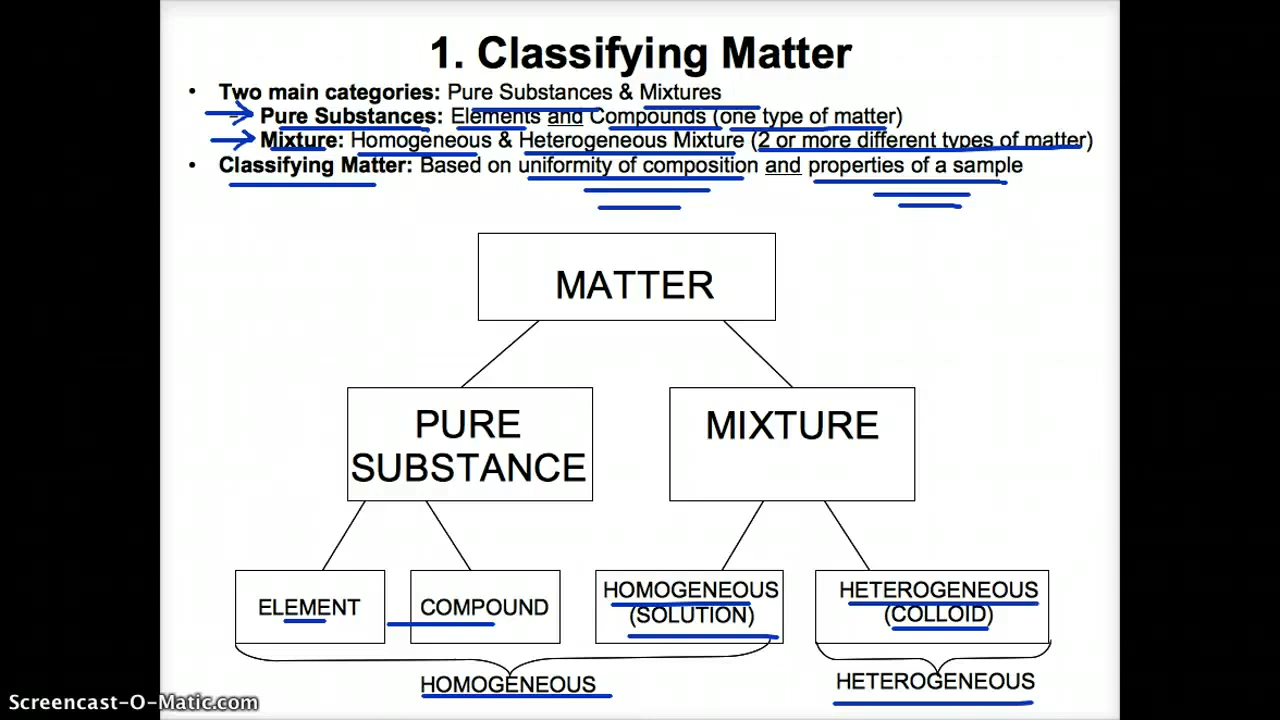 1. Classifying Matter
• Two main categories: Pure Substances & Mixtures
– Pure Substances: Elements and Compounds (one type of matter)
– Mixture: Homogeneous & Heterogeneous Mixture (2 or more different types of matter)
• Classifying Matter: Based on uniformity of composition and properties of a sample
MATTER
PURE
SUBSTANCE
MIXTURE
ELEMENT
COMPOUND
HOMOGENEOUS
(SOLUTION)
HETEROGENEOUS
(COLLOID)
HOMOGENEOUS
HETEROGENEOUS
Screencast-O-Matic.com